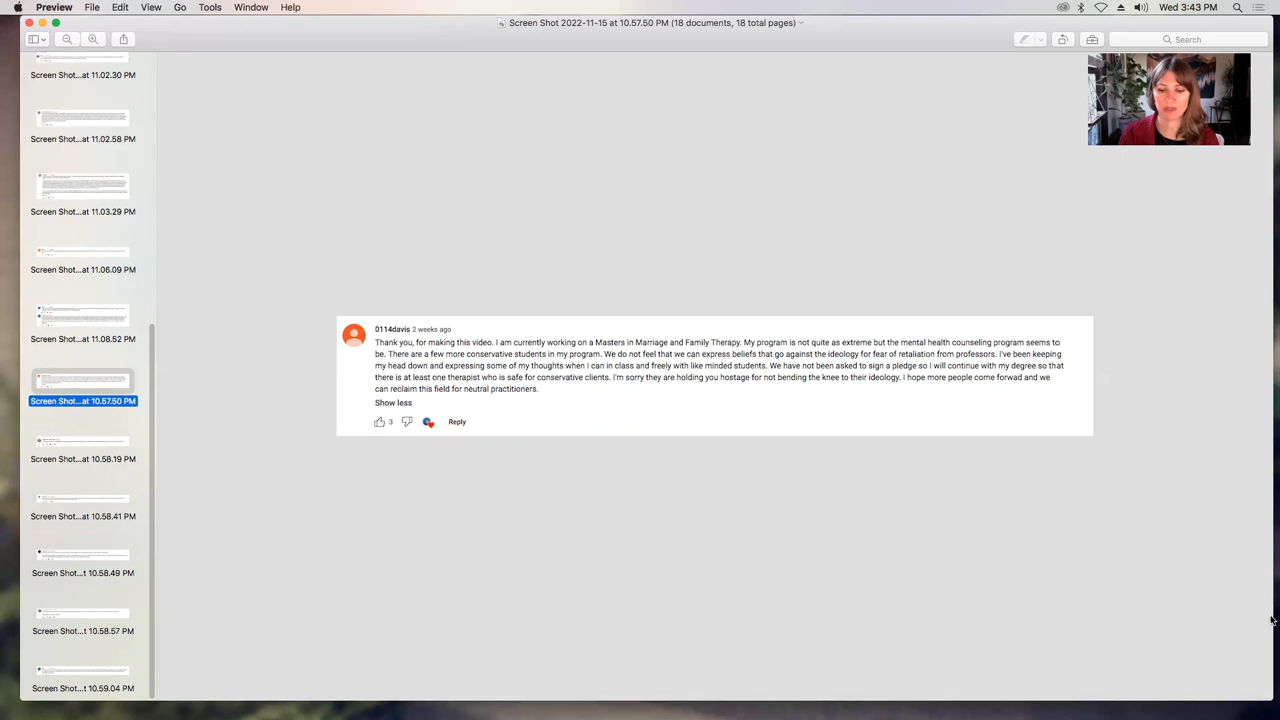 Preview File Edit View Go Tools Window Help
Wed 3:43 PM
Screen Shot 2022-11-15 at 10.57.50 PM (18 documents, 18 total pages)
Search
Screen Shot...at 11.02.30 PM
Screen Shot...at 11.02.58 PM
Screen Shot...at 11.03.29 PM
Screen Shot...at 11.06.09 PM
Screen Shot...at 11.08.52 PM
Screen Shot...at 10.57.50 PM
Screen Shot...at 10.58.19 PM
Screen Shot...at 10.58.41 PM
Screen Shot...t 10.58.49 PM
Screen Shot...t 10.58.57 PM
Screen Shot...t 10.59.04 PM
0114davis 2 weeks ago
Thank you, for making this video. I am currently working on a Masters in Marriage and Family Therapy. My program is not quite as extreme but the mental health counseling program seems to
be. There are a few more conservative students in my program. We do not feel that we can express beliefs that go against the ideology for fear of retaliation from professors. I've been keeping
my head down and expressing some of my thoughts when I can in class and freely with like minded students. We have not been asked to sign a pledge so I will continue with my degree so that
there is at least one therapist who is safe for conservative clients. I'm sorry they are holding you hostage for not bending the knee to their ideology. I hope more people come forwad and we
can reclaim this field for neutral practitioners.
Show less
3
Reply